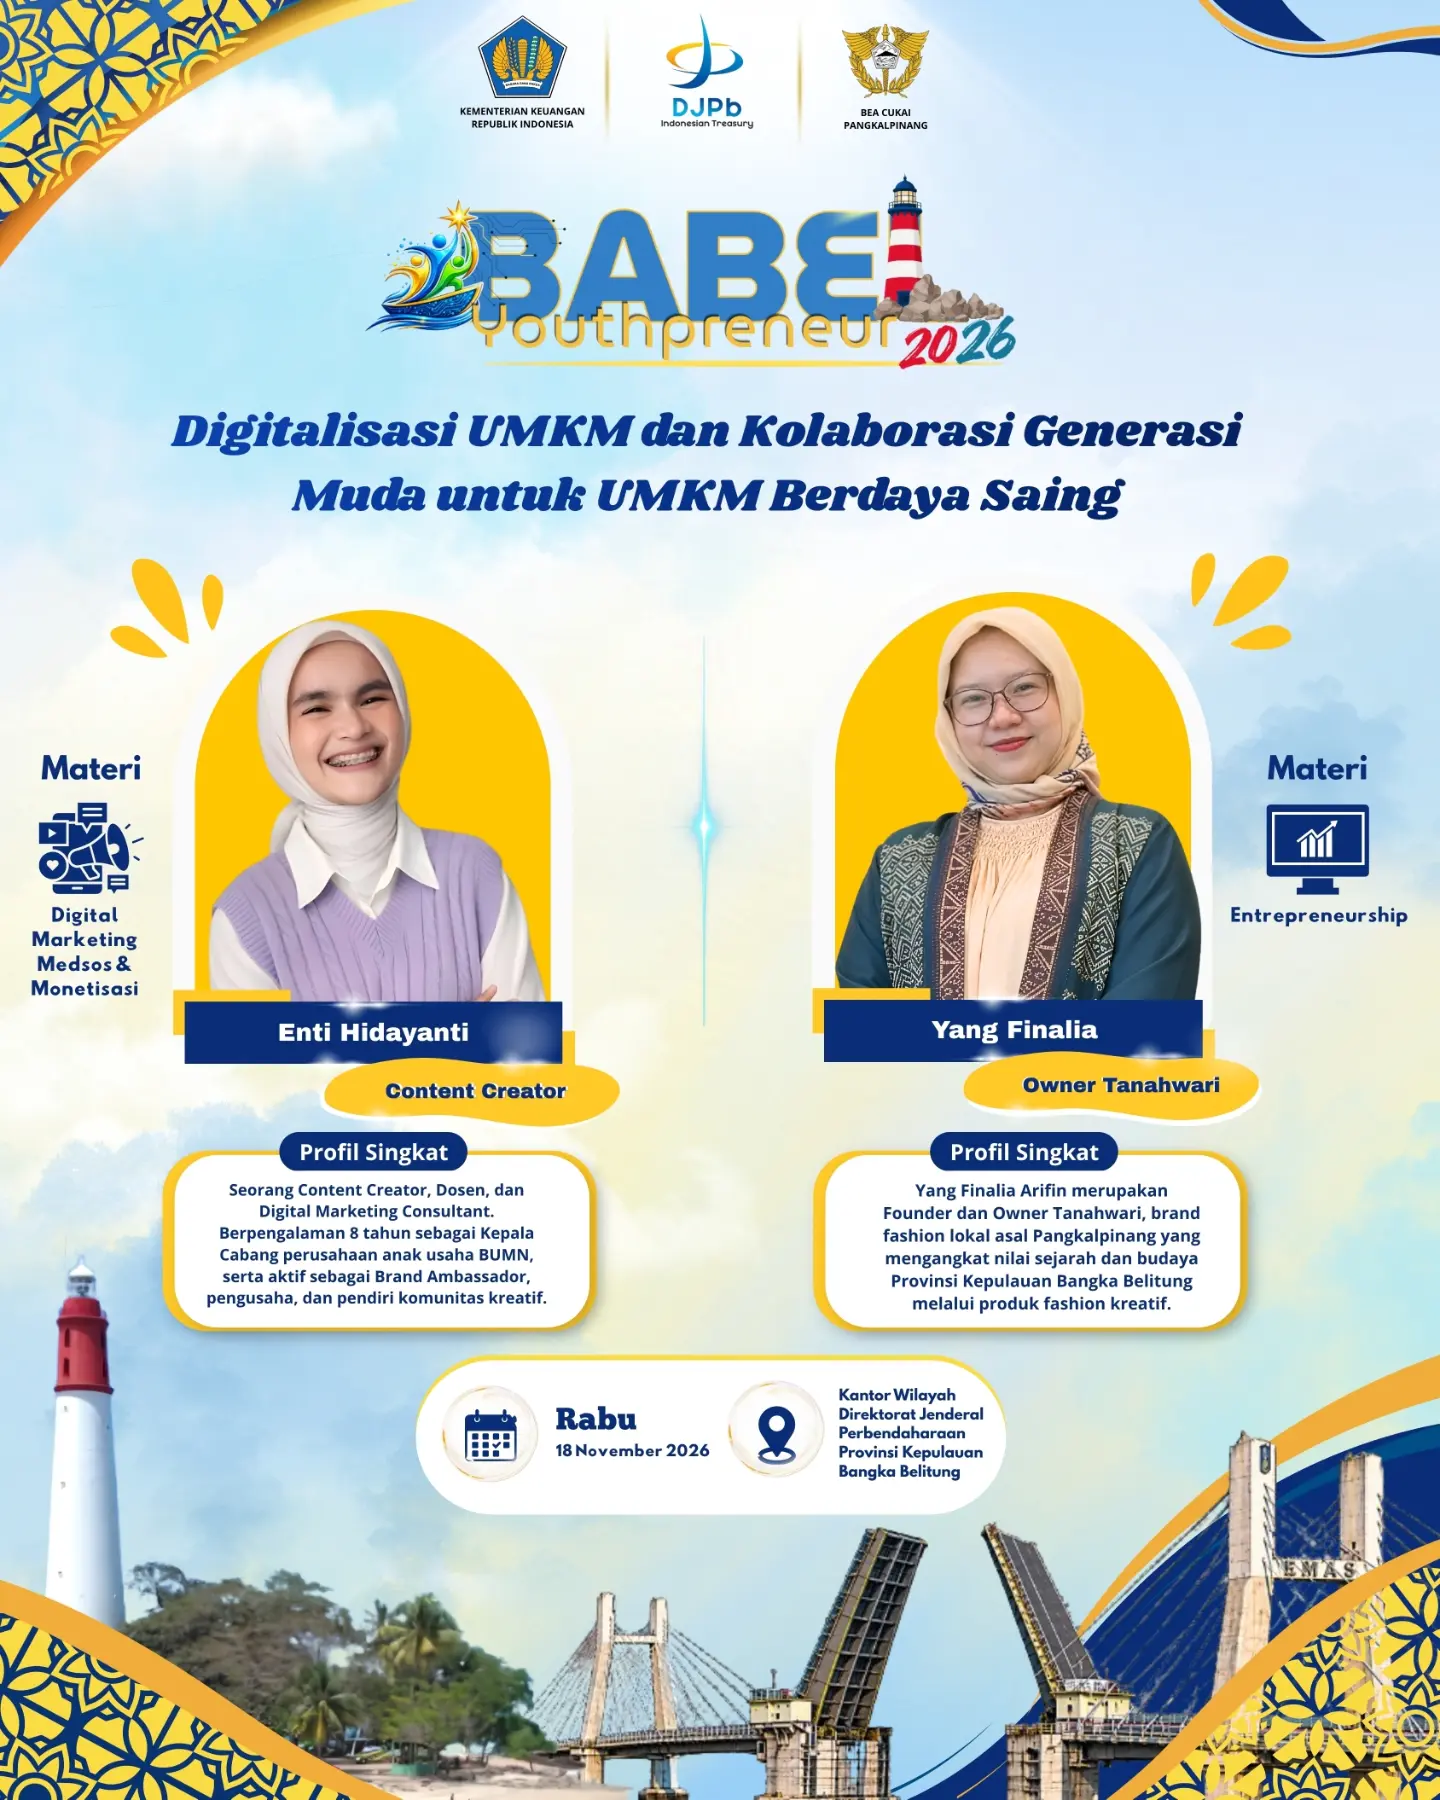 KEMENTERIAN KEUANGAN
REPUBLIK INDONESIA
DJPb
Indonesian Treasury
BEA CUKAI
PANGKALPINANG
BABEL
Youthpreneur
2026
Digitalisasi UMKM dan Kolaborasi Generasi
Muda untuk UMKM Berdaya Saing
Materi
Digital
Marketing
Medsos &
Monetisasi
Materi
Entrepreneurship
Enti Hidayanti
Content Creator
Yang Finalia
Owner Tanahwari
Profil Singkat
Seorang Content Creator, Dosen, dan
Digital Marketing Consultant.
Berpengalaman 8 tahun sebagai Kepala
Cabang perusahaan anak usaha BUMN,
serta aktif sebagai Brand Ambassador,
pengusaha, dan pendiri komunitas kreatif.
Profil Singkat
Yang Finalia Arifin merupakan
Founder dan Owner Tanahwari, brand
fashion lokal asal Pangkalpinang yang
mengangkat nilai sejarah dan budaya
Provinsi Kepulauan Bangka Belitung
melalui produk fashion kreatif.
Rabu
18 November 2026
Kantor Wilayah
Direktorat Jenderal
Perbendaharaan
Provinsi Kepulauan
Bangka Belitung
EMAS